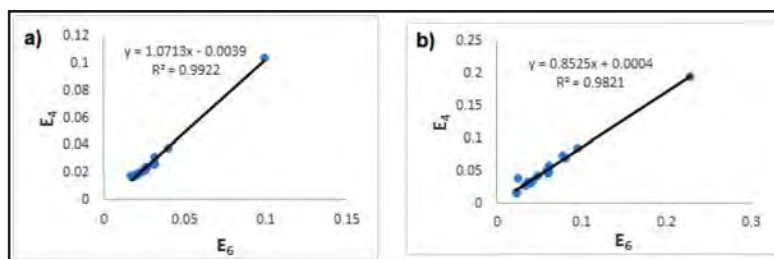 a)
y = 1.0713x - 0.0039
R² = 0.9922
0.12
0.1
0.08
0.06
0.04
0.02
0
E₄
0
0.05
0.1
0.15
E₆
b)
y = 0.8525x + 0.0004
R² = 0.9821
0.25
0.2
0.15
0.1
0.05
0
E₄
0
0.1
0.2
0.3
E₆